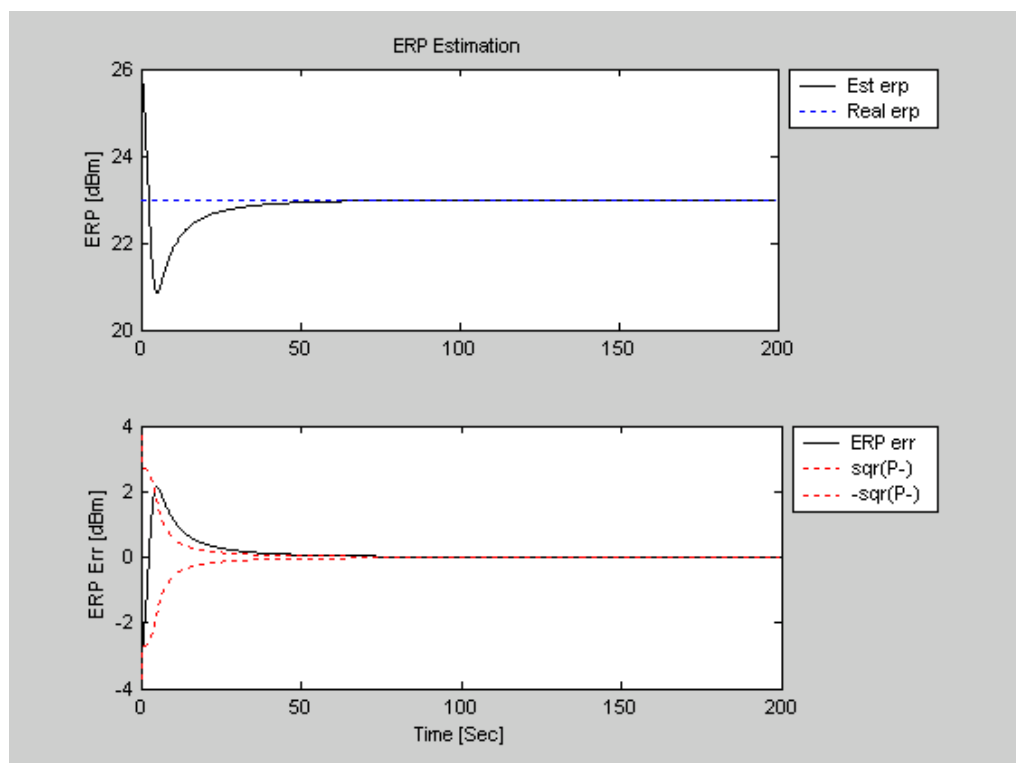 ERP Estimation
26
24
22
20
ERP [dBm]
0
50
100
150
200
Est erp
Real erp
4
2
0
-2
-4
ERP Err [dBm]
0
50
100
150
200
Time [Sec]
ERP err
sqr(P-)
-sqr(P-)